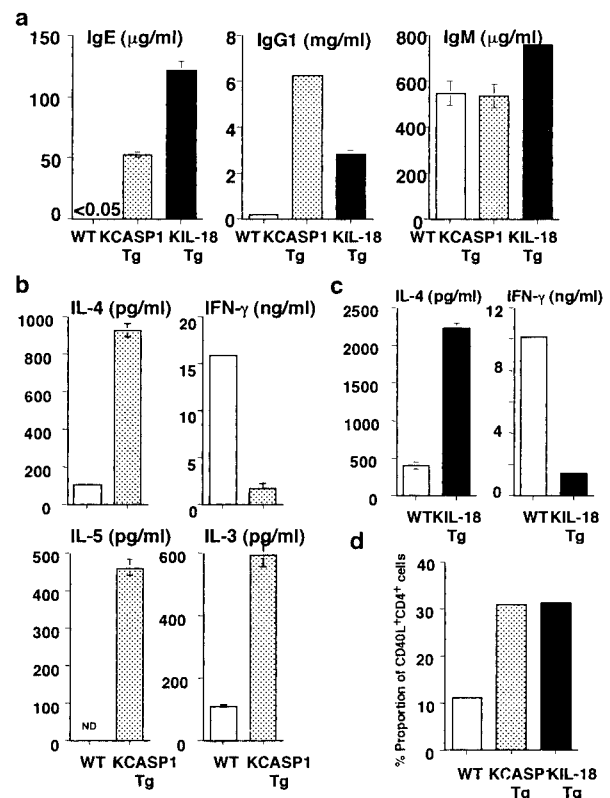 a
IgE (µg/ml)
150
100
50
0
<0.05
WT KCASP1 KIL-18
Tg Tg
IgG1 (mg/ml)
8
6
4
2
0
WT KCASP1 KIL-18
Tg Tg
IgM (µg/ml)
800
600
400
200
0
WT KCASP1 KIL-18
Tg Tg
b
IL-4 (pg/ml)
1000
800
600
400
200
0
IFN-γ (ng/ml)
20
15
10
5
0
IL-5 (pg/ml)
500
400
300
200
100
0
ND
WT KCASP1
Tg
IL-3 (pg/ml)
600
400
200
0
WT KCASP1
Tg
c
IL-4 (pg/ml)
2500
2000
1500
1000
500
0
WT KIL-18
Tg
IFN-γ (ng/ml)
12
8
4
2
0
WT KIL-18
Tg
d
% Proportion of CD40L⁺CD4⁺ cells
40
30
20
10
0
WT KCASP1 KIL-18
Tg Tg